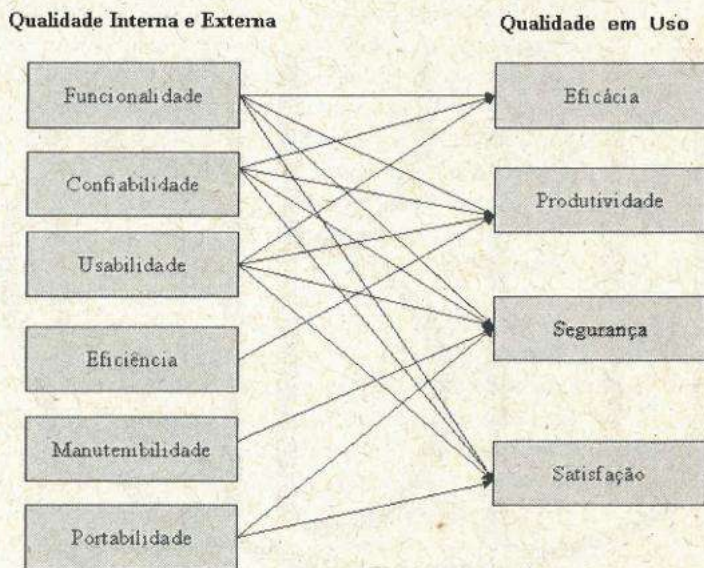 Qualidade Interna e Externa
Qualidade em Uso
Funcionalidade
Confiabilidade
Usabilidade
Eficiência
Manutenibilidade
Portabilidade
Eficácia
Produtividade
Segurança
Satisfação